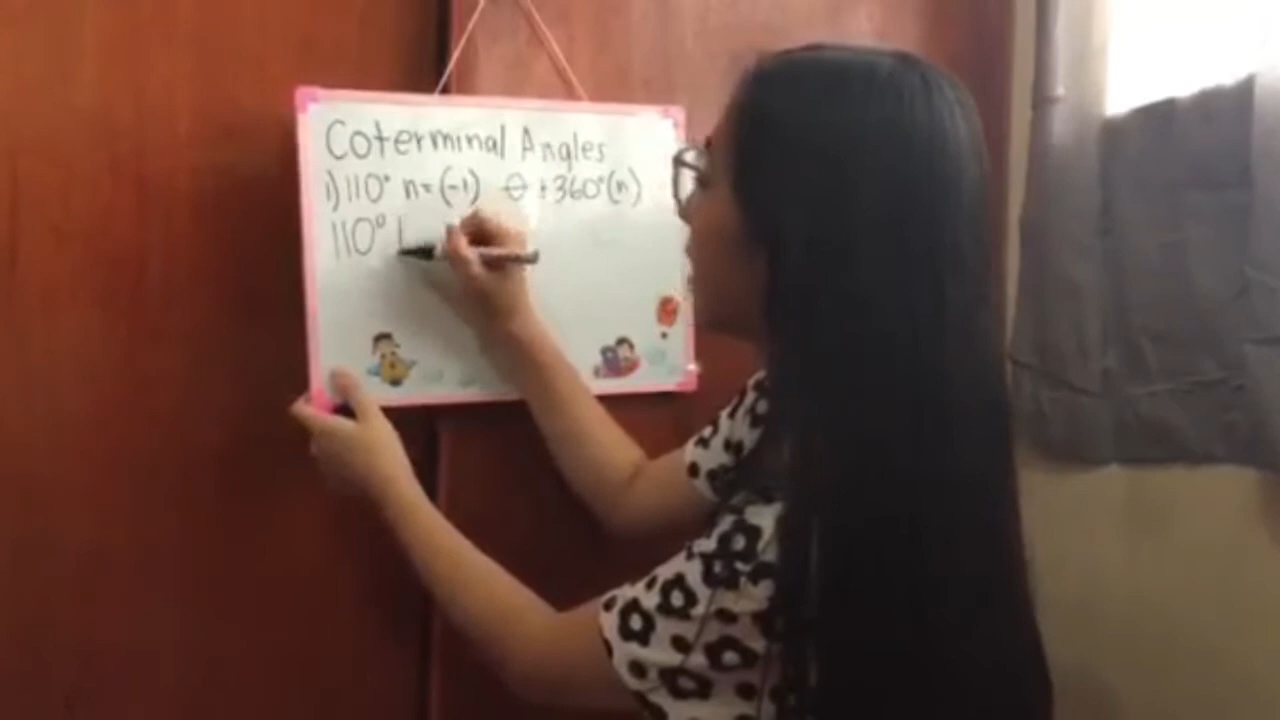 Coterminal Angles
1) 110° n=(-1) θ +360°(n)
110°